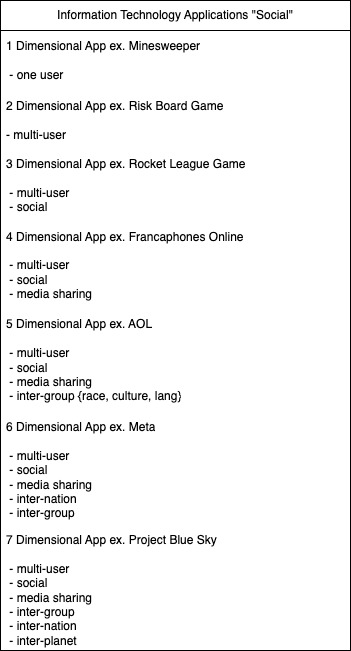 Information Technology Applications "Social"
1 Dimensional App ex. Minesweeper
- one user
2 Dimensional App ex. Risk Board Game
- multi-user
3 Dimensional App ex. Rocket League Game
- multi-user
- social
4 Dimensional App ex. Francaphones Online
- multi-user
- social
- media sharing
5 Dimensional App ex. AOL
- multi-user
- social
- media sharing
- inter-group {race, culture, lang}
6 Dimensional App ex. Meta
- multi-user
- social
- media sharing
- inter-nation
- inter-group
7 Dimensional App ex. Project Blue Sky
- multi-user
- social
- media sharing
- inter-group
- inter-nation
- inter-planet